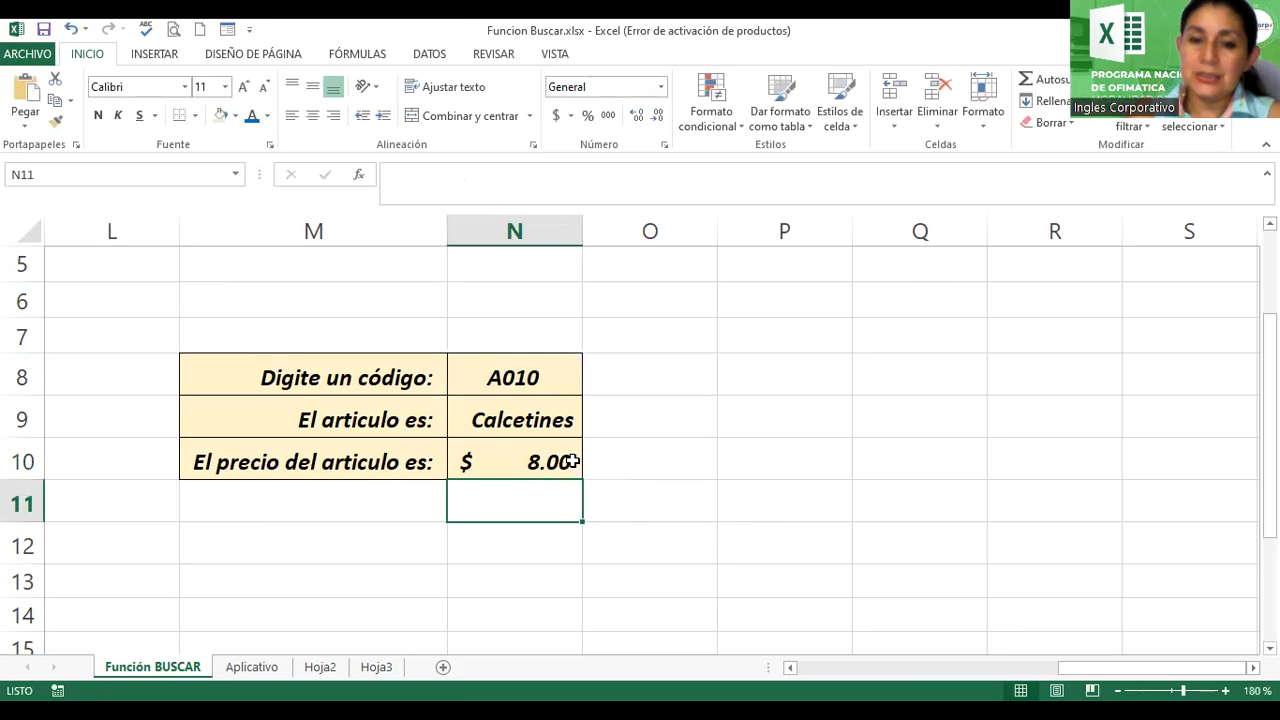 Funcion Buscar.xlsx - Excel (Error de activación de productos)
ARCHIVO INICIO INSERTAR DISEÑO DE PÁGINA FÓRMULAS DATOS REVISAR VISTA
PROGRAMA NACI
DE OFIMATICA
Ingles Corporativo
Pegar
Calibri 11
N K S
Ajustar texto
Combinar y centrar
General
$ % 000
Formato condicional
Dar formato como tabla
Estilos de celda
Insertar
Eliminar
Formato
Autosu
Rellena
Borrar
filtrar
seleccionar
Portapapeles Fuente Alineación Número Estilos Celdas Modificar
N11
fx
L M N O P Q R S
5
6
7
8 Digite un código: A010
9 El articulo es: Calcetines
10 El precio del articulo es: $ 8.00
11
12
13
14
15
Función BUSCAR Aplicativo Hoja2 Hoja3
LISTO
180 %